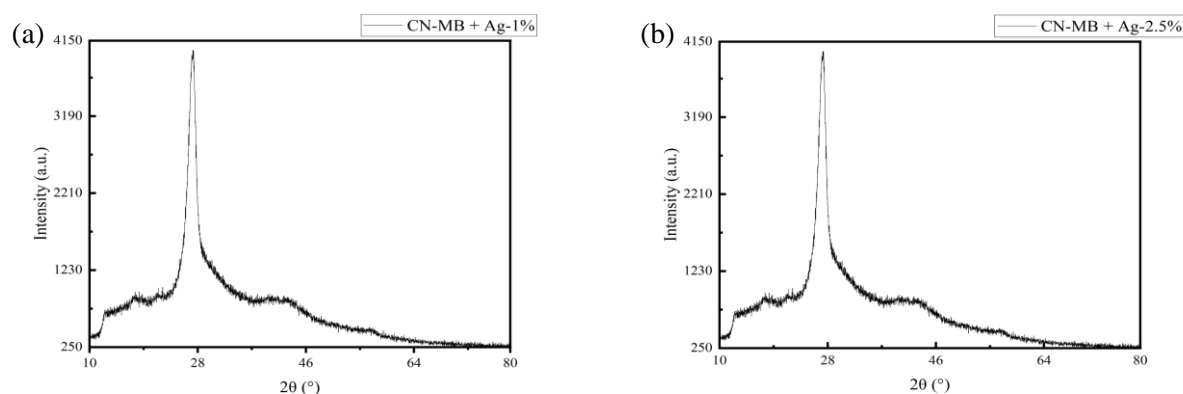 (a)
CN-MB + Ag-1%
4150
3190
2210
1230
250
Intensity (a.u.)
10 28 46 64 80
2θ (°)
(b)
CN-MB + Ag-2.5%
4150
3190
2210
1230
250
Intensity (a.u.)
10 28 46 64 80
2θ (°)